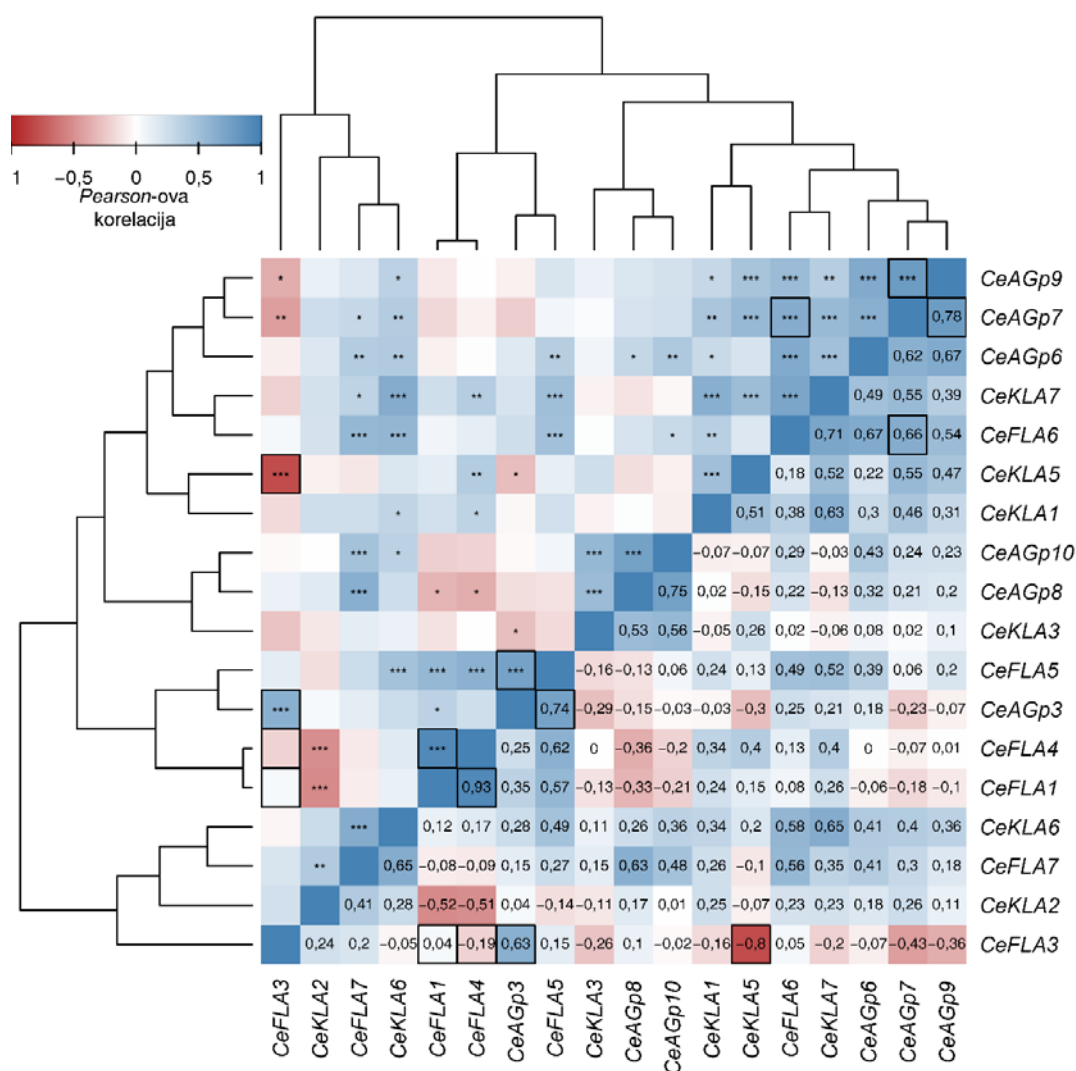 1 −0,5 0 0,5 1
Pearson-ova
korelacija
* * * *** *** ** *** *** CeAGp9
** * ** ** *** *** *** *** 0,78 CeAGp7
** ** ** * ** * *** *** 0,62 0,67 CeAGp6
* *** ** *** *** *** *** 0,49 0,55 0,39 CeKLA7
*** *** *** * ** 0,71 0,67 0,66 0,54 CeFLA6
*** ** * *** 0,18 0,52 0,22 0,55 0,47 CeKLA5
* * 0,51 0,38 0,63 0,3 0,46 0,31 CeKLA1
*** * *** *** −0,07 −0,07 0,29 −0,03 0,43 0,24 0,23 CeAGp10
*** * * *** 0,75 0,02 −0,15 0,22 −0,13 0,32 0,21 0,2 CeAGp8
* 0,53 0,56 −0,05 0,26 0,02 −0,06 0,08 0,02 0,1 CeKLA3
*** *** *** *** −0,16 −0,13 0,06 0,24 0,13 0,49 0,52 0,39 0,06 0,2 CeFLA5
*** * 0,74 −0,29 −0,15 −0,03 −0,03 −0,3 0,25 0,21 0,18 −0,23 −0,07 CeAGp3
*** *** 0,25 0,62 0 −0,36 −0,2 0,34 0,4 0,13 0,4 0 −0,07 0,01 CeFLA4
*** 0,93 0,35 0,57 −0,13 −0,33 −0,21 0,24 0,15 0,08 0,26 −0,06 −0,18 −0,1 CeFLA1
*** 0,12 0,17 0,28 0,49 0,11 0,26 0,36 0,34 0,2 0,58 0,65 0,41 0,4 0,36 CeKLA6
** 0,65 −0,08 −0,09 0,15 0,27 0,15 0,63 0,48 0,26 −0,1 0,56 0,35 0,41 0,3 0,18 CeFLA7
0,41 0,28 −0,52 −0,51 0,04 −0,14 −0,11 0,17 0,01 0,25 −0,07 0,23 0,23 0,18 0,26 0,11 CeKLA2
0,24 0,2 −0,05 0,04 −0,19 0,63 0,15 −0,26 0,1 −0,02 −0,16 −0,8 0,05 −0,2 −0,07 −0,43 −0,36 CeFLA3
CeFLA3 CeKLA2 CeFLA7 CeKLA6 CeFLA1 CeFLA4 CeAGp3 CeFLA5 CeKLA3 CeAGp8 CeAGp10 CeKLA1 CeKLA5 CeFLA6 CeKLA7 CeAGp6 CeAGp7 CeAGp9